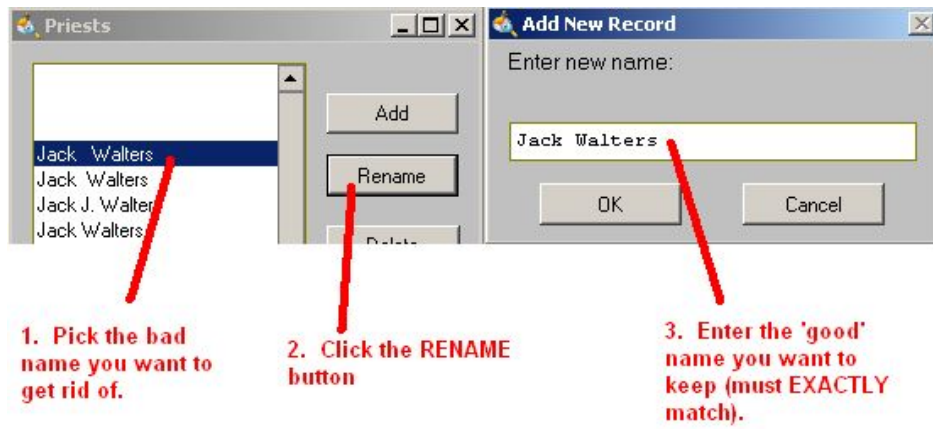 Priests
Add
Jack   Walters
Rename
Jack  Walters
Jack J. Walter
Jack Walters
Delete
Add New Record
Enter new name:
Jack Walters
OK
Cancel
1.  Pick the bad
name you want to
get rid of.
2.  Click the RENAME
button
3.  Enter the 'good'
name you want to
keep (must EXACTLY
match).